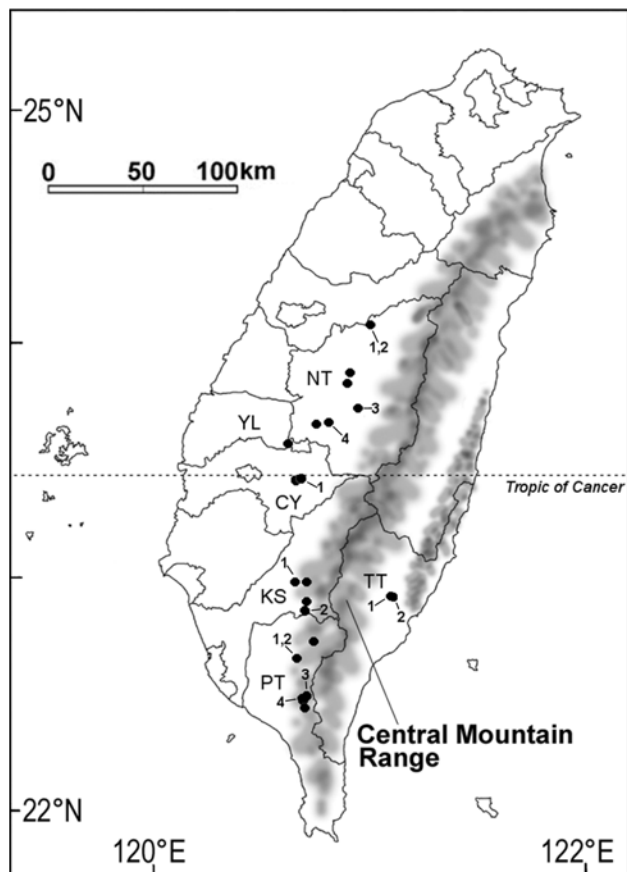 25°N
0 50 100km
1,2
NT
3
YL
4
Tropic of Cancer
1
CY
1
TT
KS
2
1
2
1,2
3
PT
4
Central Mountain
Range
22°N
120°E 122°E